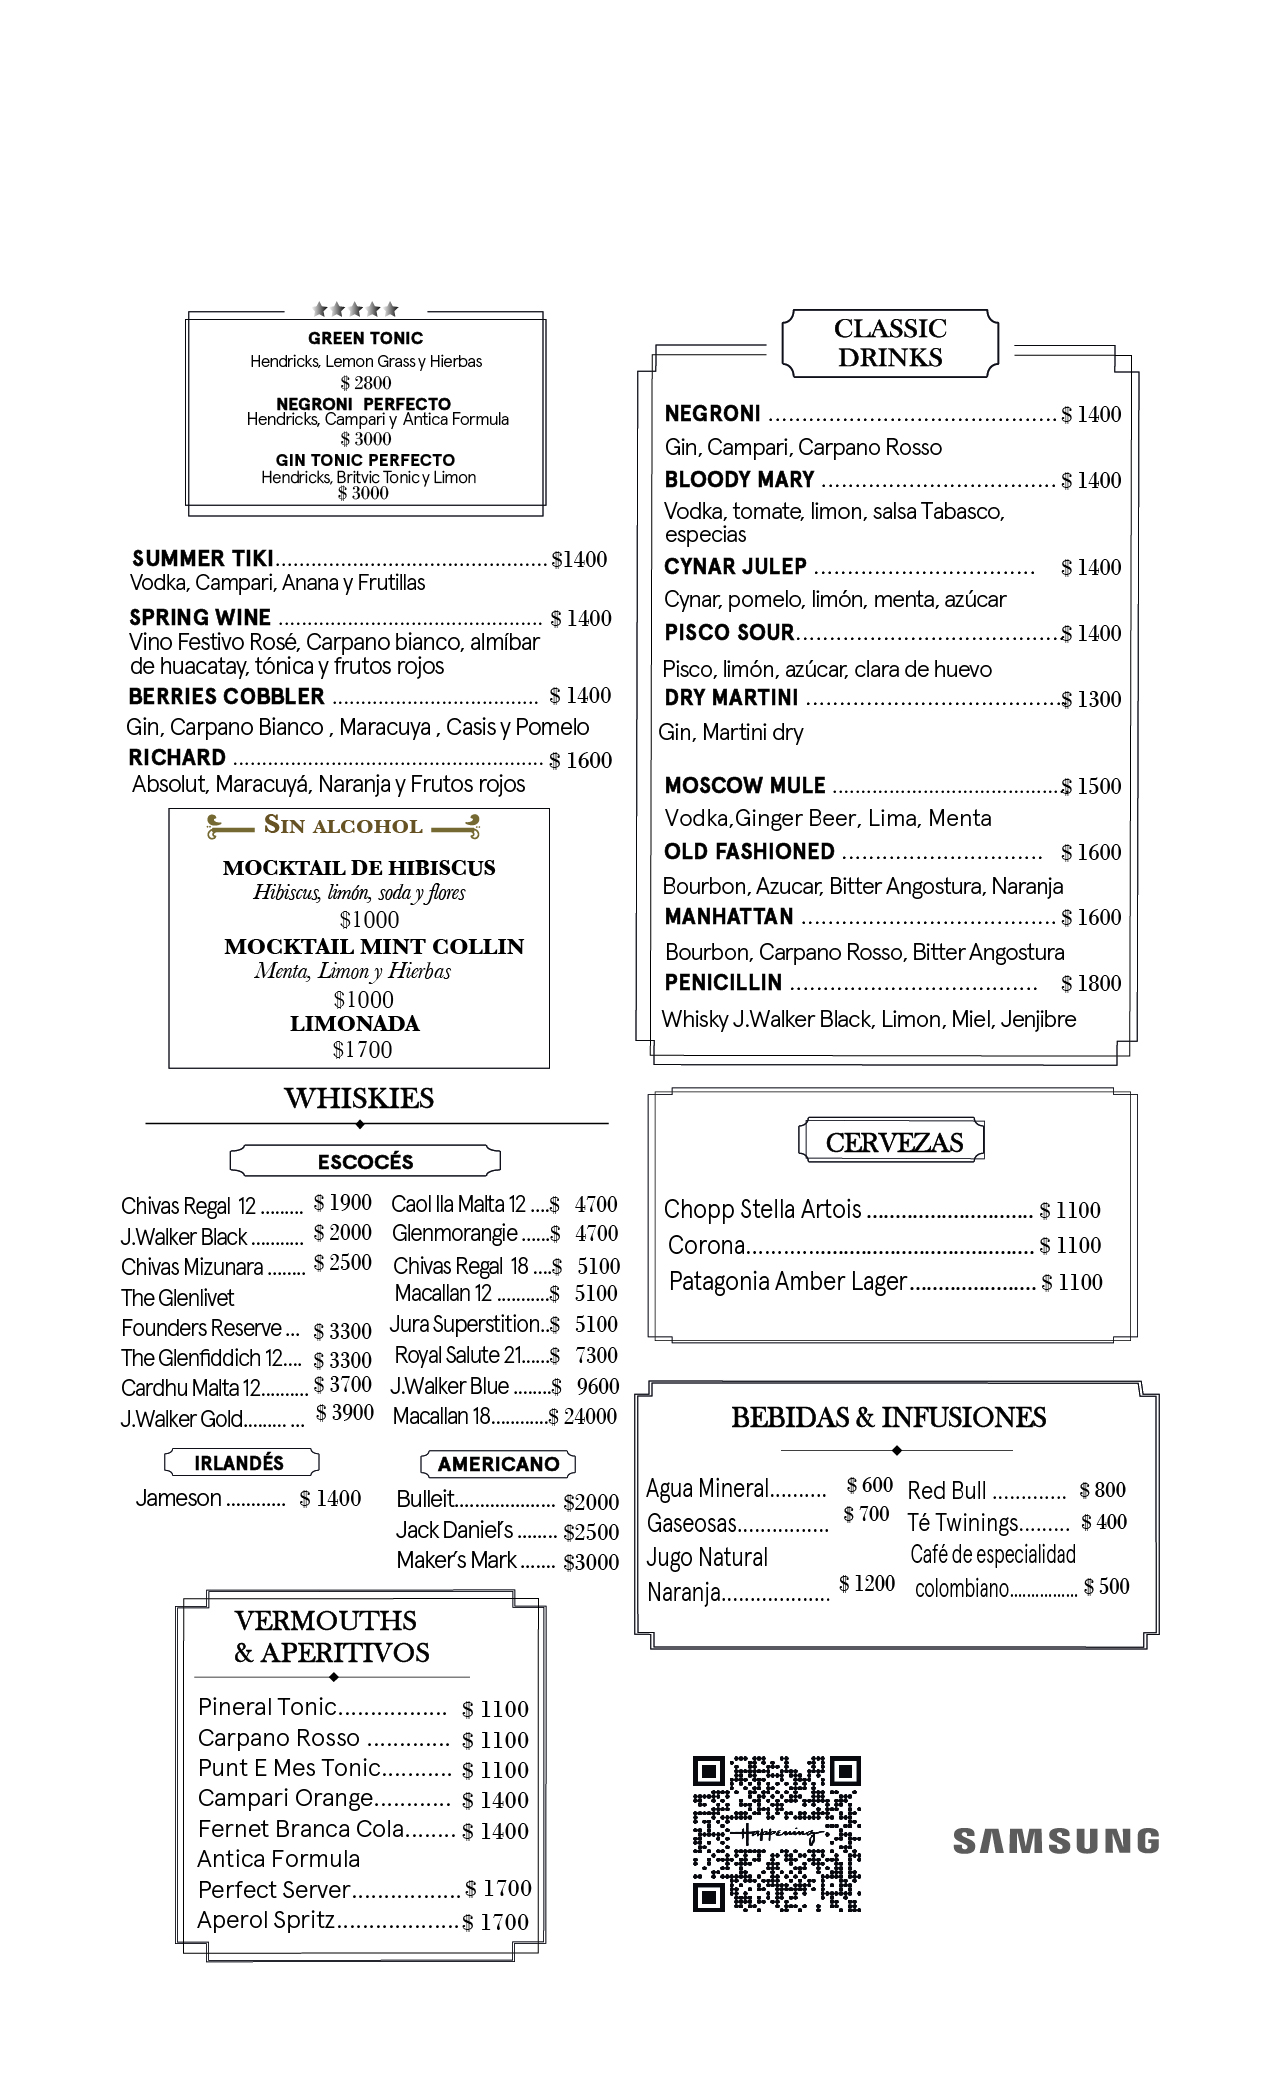 GREEN TONIC
Hendricks, Lemon Grass y Hierbas
$ 2800
NEGRONI PERFECTO
Hendricks, Campari y Antica Formula
$ 3000
GIN TONIC PERFECTO
Hendricks, Britvic Tonic y Limon
$ 3000
SUMMER TIKI.......................................... $1400
Vodka, Campari, Anana y Frutillas
SPRING WINE ......................................... $ 1400
Vino Festivo Rosé, Carpano bianco, almíbar
de huacatay, tónica y frutos rojos
BERRIES COBBLER ................................ $ 1400
Gin, Carpano Bianco , Maracuya , Casis y Pomelo
RICHARD ................................................ $ 1600
Absolut, Maracuyá, Naranja y Frutos rojos
SIN ALCOHOL
MOCKTAIL DE HIBISCUS
Hibiscus, limón, soda y flores
$1000
MOCKTAIL MINT COLLIN
Menta, Limon y Hierbas
$1000
LIMONADA
$1700
WHISKIES
ESCOCÉS
Chivas Regal 12 ......... $ 1900
J.Walker Black ........... $ 2000
Chivas Mizunara ........ $ 2500
The Glenlivet
Founders Reserve ... $ 3300
The Glenfiddich 12.... $ 3300
Cardhu Malta 12.......... $ 3700
J.Walker Gold......... ... $ 3900
Caol Ila Malta 12 ....$ 4700
Glenmorangie ......$ 4700
Chivas Regal 18 ....$ 5100
Macallan 12 ...........$ 5100
Jura Superstition..$ 5100
Royal Salute 21......$ 7300
J.Walker Blue ........$ 9600
Macallan 18............$ 24000
IRLANDÉS
Jameson ............ $ 1400
AMERICANO
Bulleit..................... $2000
Jack Daniel's ........ $2500
Maker's Mark ....... $3000
VERMOUTHS
& APERITIVOS
Pineral Tonic................. $ 1100
Carpano Rosso ............. $ 1100
Punt E Mes Tonic........... $ 1100
Campari Orange............ $ 1400
Fernet Branca Cola........ $ 1400
Antica Formula
Perfect Server................. $ 1700
Aperol Spritz................... $ 1700
CLASSIC
DRINKS
NEGRONI ........................................... $ 1400
Gin, Campari, Carpano Rosso
BLOODY MARY ................................... $ 1400
Vodka, tomate, limon, salsa Tabasco,
especias
CYNAR JULEP ................................. $ 1400
Cynar, pomelo, limón, menta, azúcar
PISCO SOUR........................................ $ 1400
Pisco, limón, azúcar, clara de huevo
DRY MARTINI ....................................... $ 1300
Gin, Martini dry
MOSCOW MULE ...................................... $ 1500
Vodka,Ginger Beer, Lima, Menta
OLD FASHIONED .............................. $ 1600
Bourbon, Azucar, Bitter Angostura, Naranja
MANHATTAN ...................................... $ 1600
Bourbon, Carpano Rosso, Bitter Angostura
PENICILLIN ..................................... $ 1800
Whisky J.Walker Black, Limon, Miel, Jenjibre
CERVEZAS
Chopp Stella Artois ............................ $ 1100
Corona................................................ $ 1100
Patagonia Amber Lager..................... $ 1100
BEBIDAS & INFUSIONES
Agua Mineral.......... $ 600
Gaseosas................ $ 700
Jugo Natural
Naranja................... $ 1200
Red Bull ............. $ 800
Té Twinings......... $ 400
Café de especialidad
colombiano............... $ 500
Happening
SAMSUNG